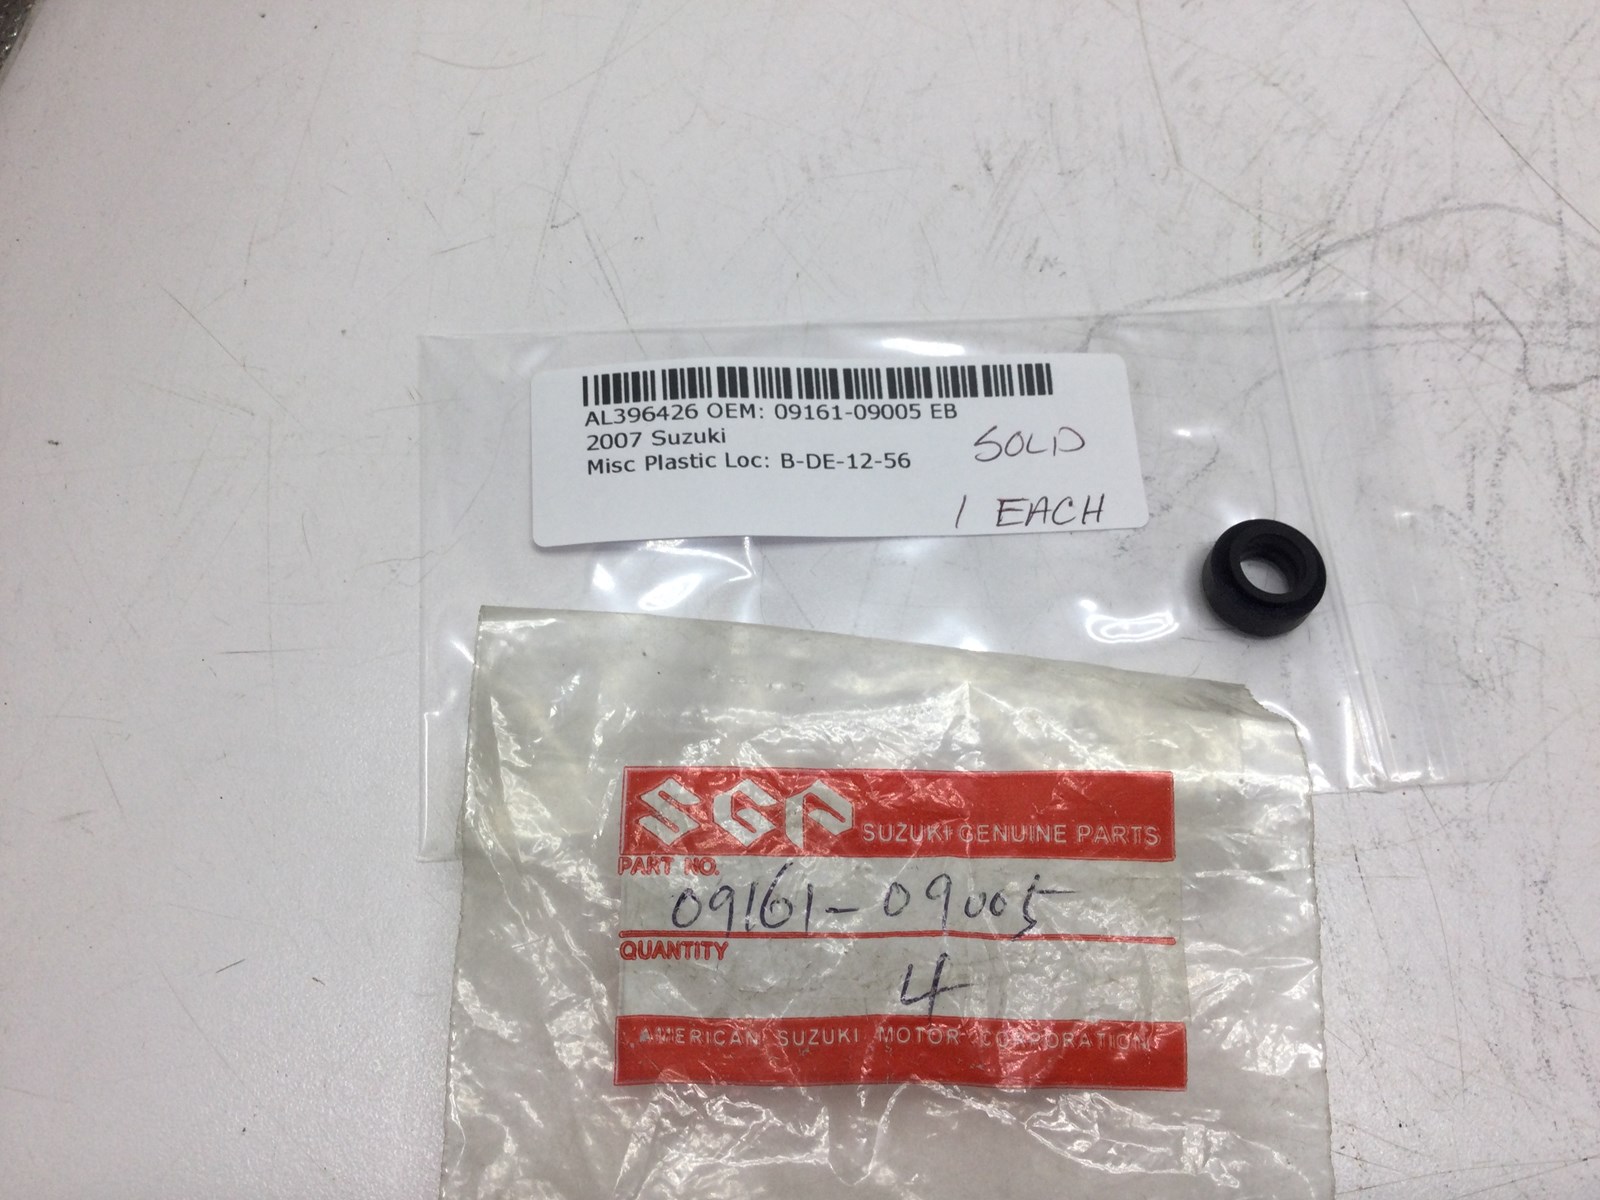 AL396426 OEM: 09161-09005 EB
2007 Suzuki
Misc Plastic Loc: B-DE-12-56
SOLD
1 EACH
SGP SUZUKI GENUINE PARTS
PART NO.
09161-09005
QUANTITY
4
AMERICAN SUZUKI MOTOR CORPORATION